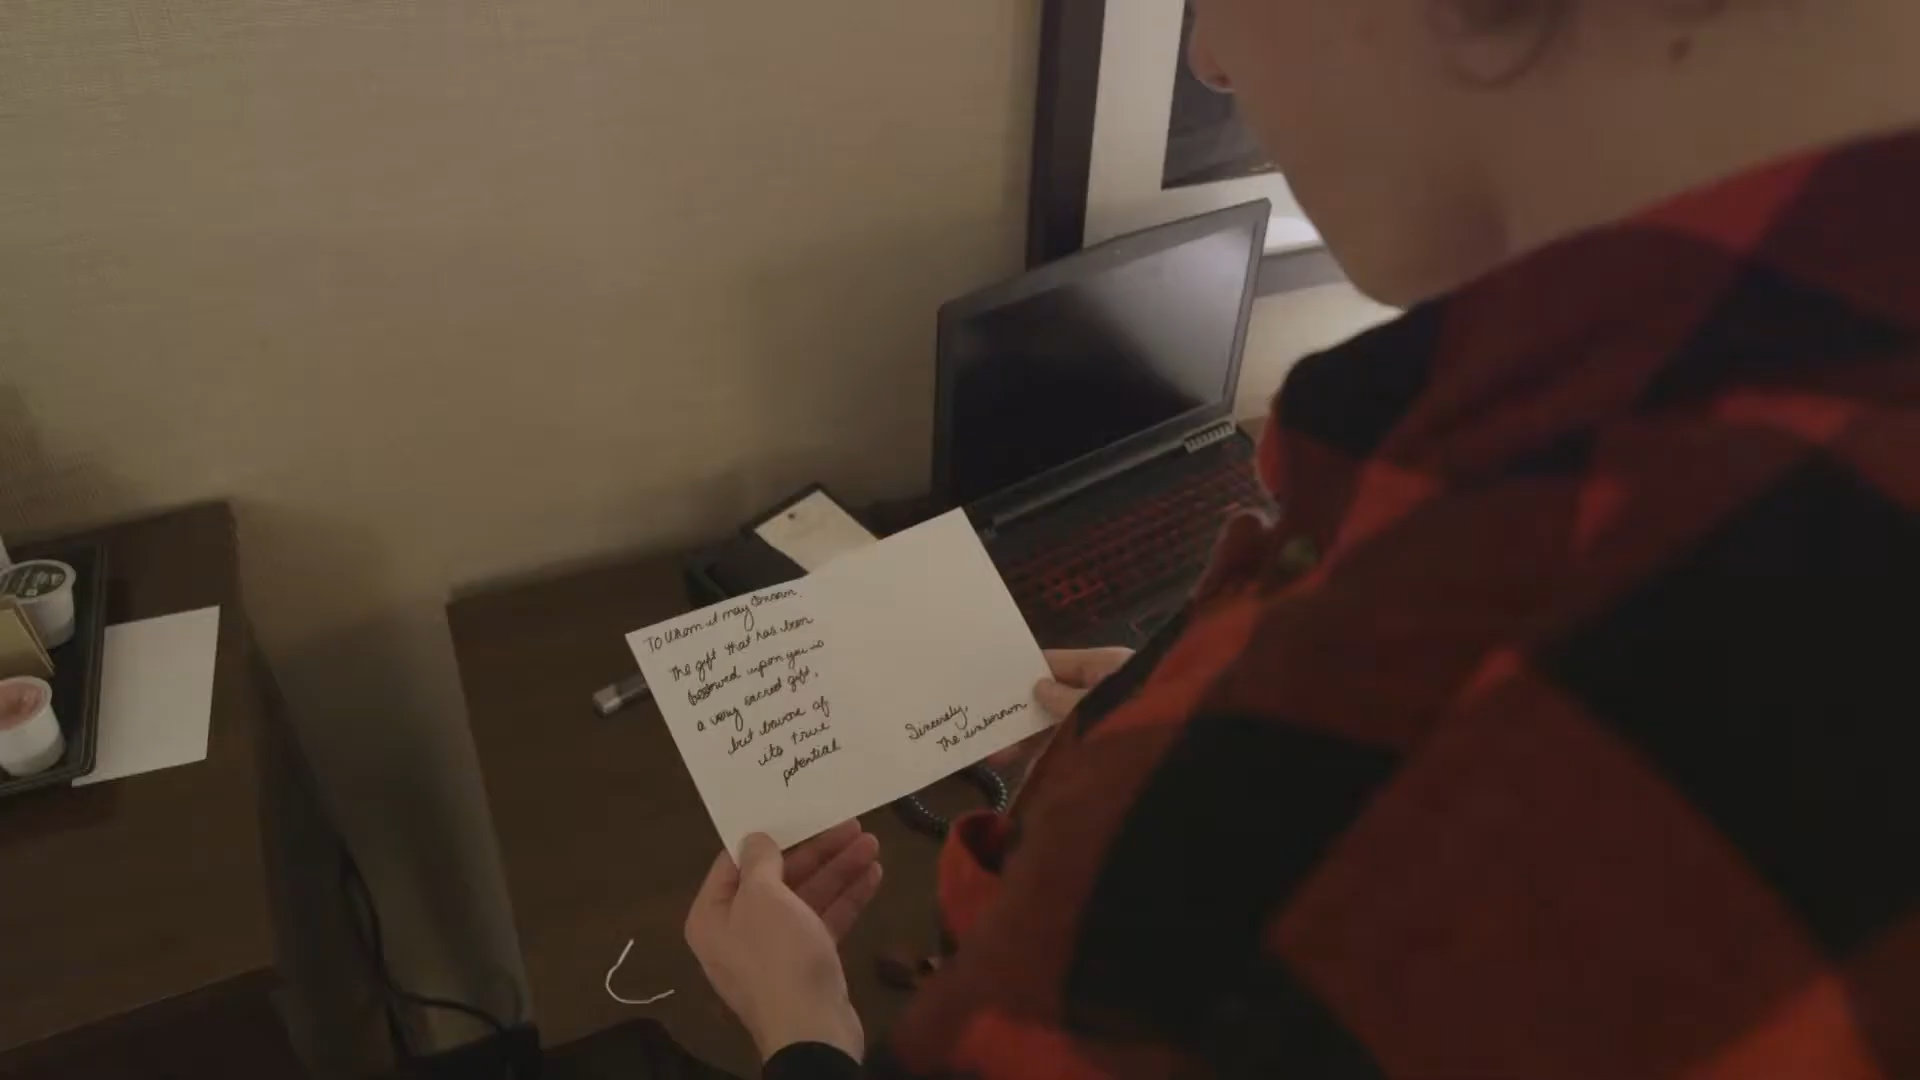 To Whom it may Concern,
The gift that has been
bestowed upon you is
a very sacred gift,
but beware of
its true
potential
Sincerely,
The unknown